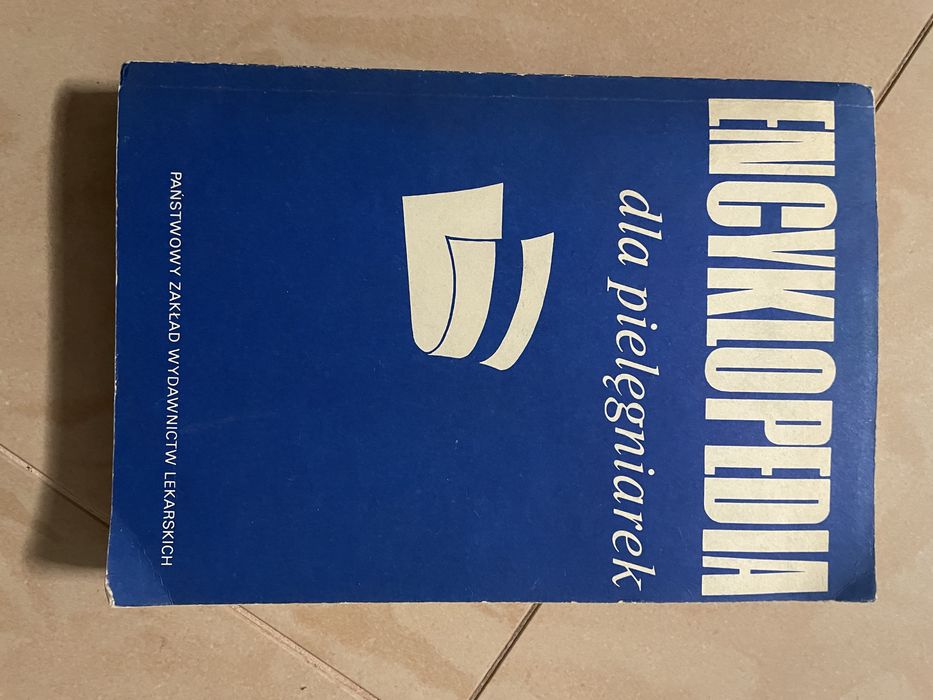 ENCYKLOPEDIA
dla pielęgniarek
PAŃSTWOWY ZAKŁAD WYDAWNICTW LEKARSKICH